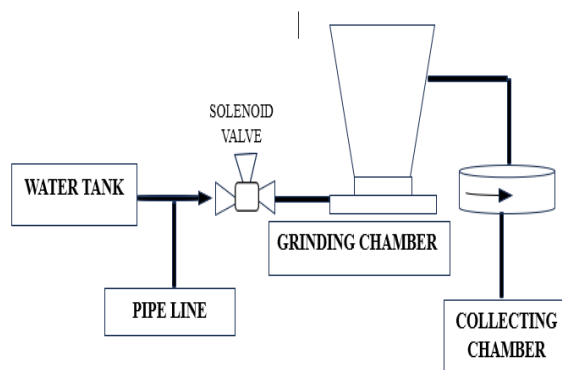 SOLENOID
VALVE
WATER TANK
GRINDING CHAMBER
PIPE LINE
COLLECTING
CHAMBER